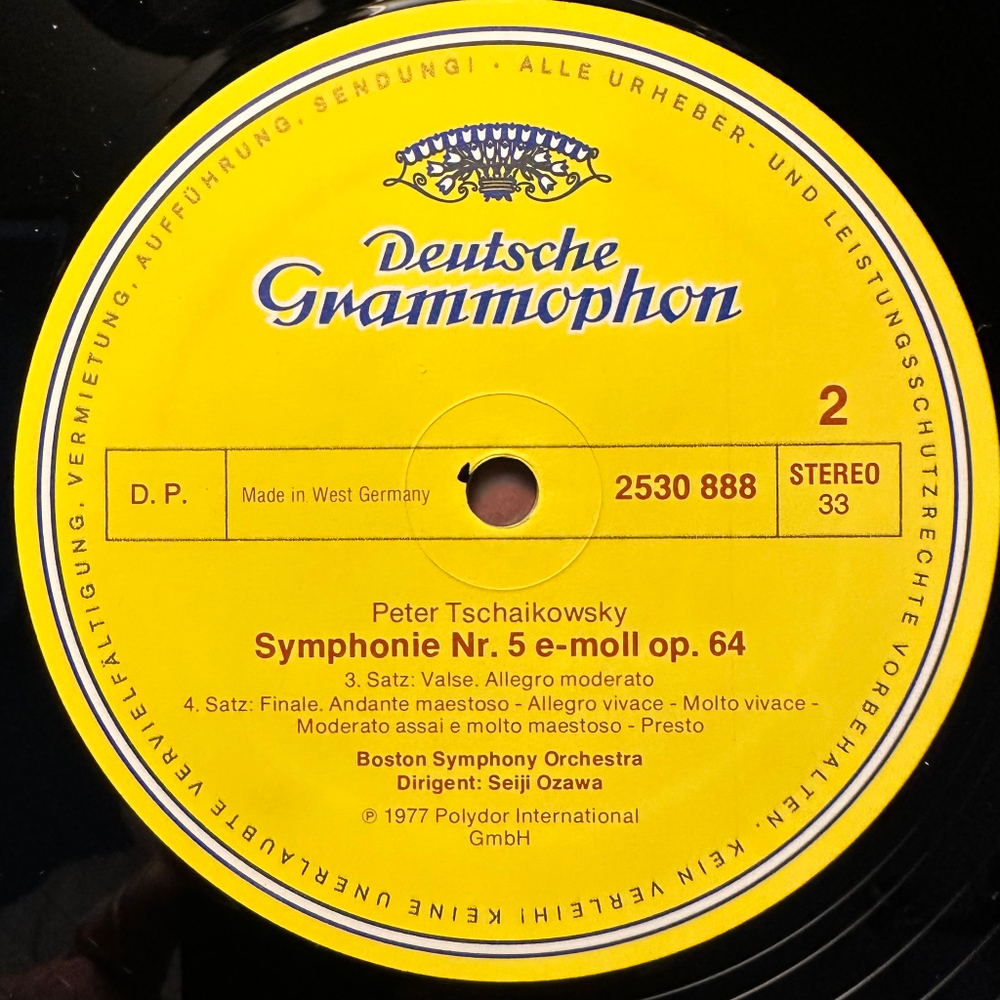 ALLE URHEBER- UND LEISTUNGSSCHUTZRECHTE VORBEHALTEN. KEIN VERLEIH! KEINE UNERLAUBTE VERVIELFÄLTIGUNG, VERMIETUNG, AUFFÜHRUNG, SENDUNG! ·
Deutsche
Grammophon
2
D. P.
Made in West Germany
2530 888
STEREO
33
Peter Tschaikowsky
Symphonie Nr. 5 e-moll op. 64
3. Satz: Valse. Allegro moderato
4. Satz: Finale. Andante maestoso - Allegro vivace - Molto vivace -
Moderato assai e molto maestoso - Presto
Boston Symphony Orchestra
Dirigent: Seiji Ozawa
℗ 1977 Polydor International
GmbH